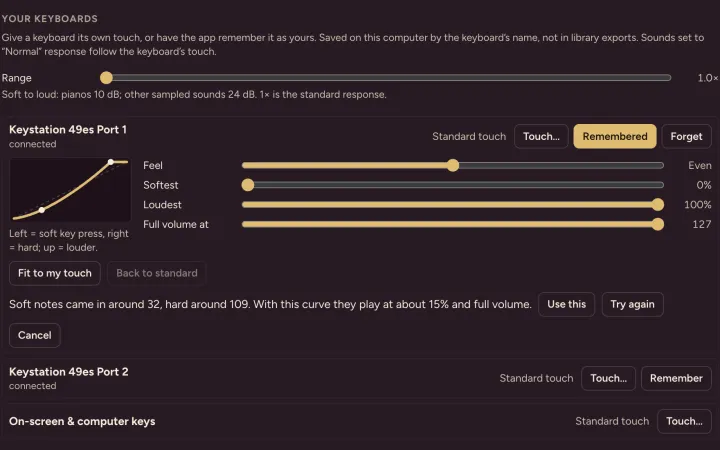 YOUR KEYBOARDS
Give a keyboard its own touch, or have the app remember it as yours. Saved on this computer by the keyboard's name, not in library exports. Sounds set to
"Normal" response follow the keyboard's touch.
Range 1.0×
Soft to loud: pianos 10 dB; other sampled sounds 24 dB. 1× is the standard response.
Keystation 49es Port 1
connected
Standard touch Touch... Remembered Forget
Feel Even
Softest 0%
Loudest 100%
Full volume at 127
Left = soft key press, right
= hard; up = louder.
Fit to my touch Back to standard
Soft notes came in around 32, hard around 109. With this curve they play at about 15% and full volume. Use this Try again
Cancel
Keystation 49es Port 2
connected
Standard touch Touch... Remember
On-screen & computer keys Standard touch Touch...